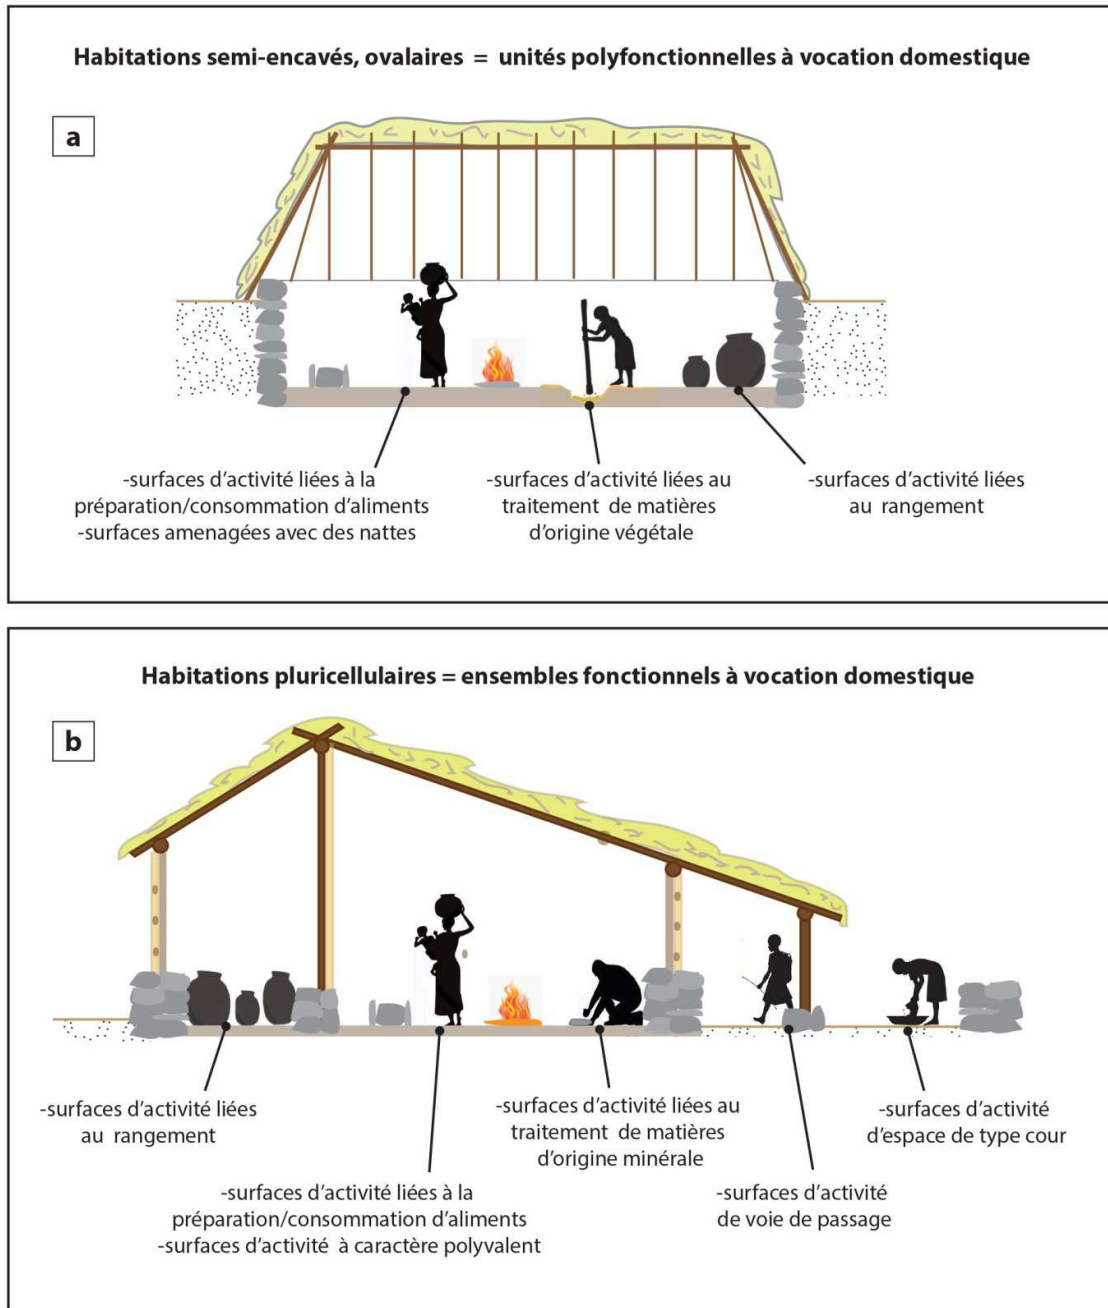 Habitations semi-encavés, ovalaires = unités polyfonctionnelles à vocation domestique
a
-surfaces d'activité liées à la
préparation/consommation d'aliments
-surfaces amenagées avec des nattes
-surfaces d'activité liées au
traitement de matières
d'origine végétale
-surfaces d'activité liées
au rangement
Habitations pluricellulaires = ensembles fonctionnels à vocation domestique
b
-surfaces d'activité liées
au rangement
-surfaces d'activité liées à la
préparation/consommation d'aliments
-surfaces d'activité à caractère polyvalent
-surfaces d'activité liées au
traitement de matières
d'origine minérale
-surfaces d'activité
de voie de passage
-surfaces d'activité
d'espace de type cour